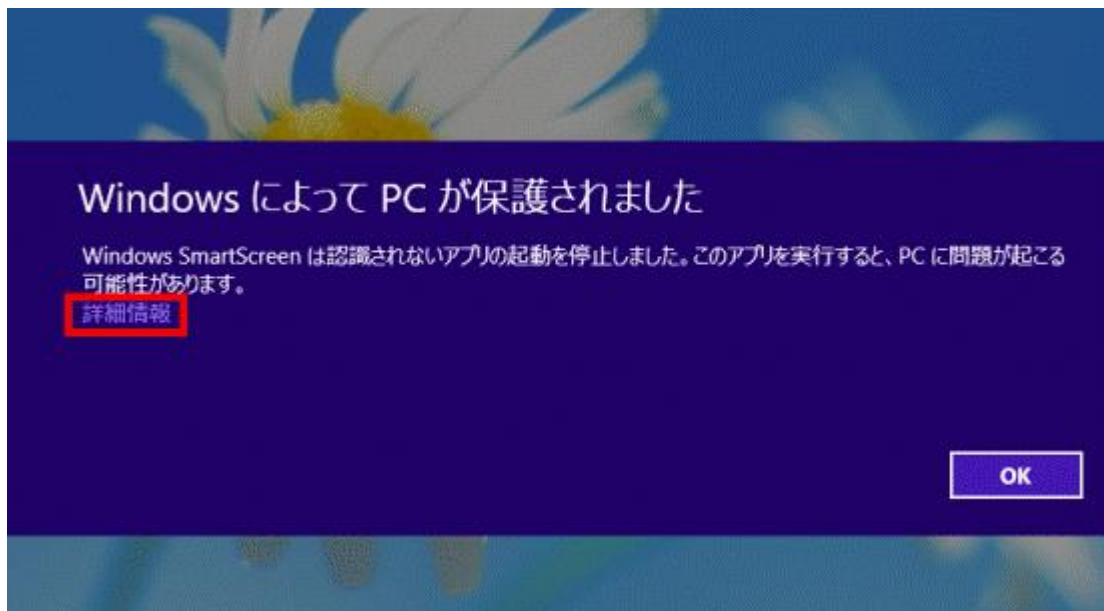 Windows によって PC が保護されました
Windows SmartScreen は認識されないアプリの起動を停止しました。このアプリを実行すると、PC に問題が起こる
可能性があります。
詳細情報
OK